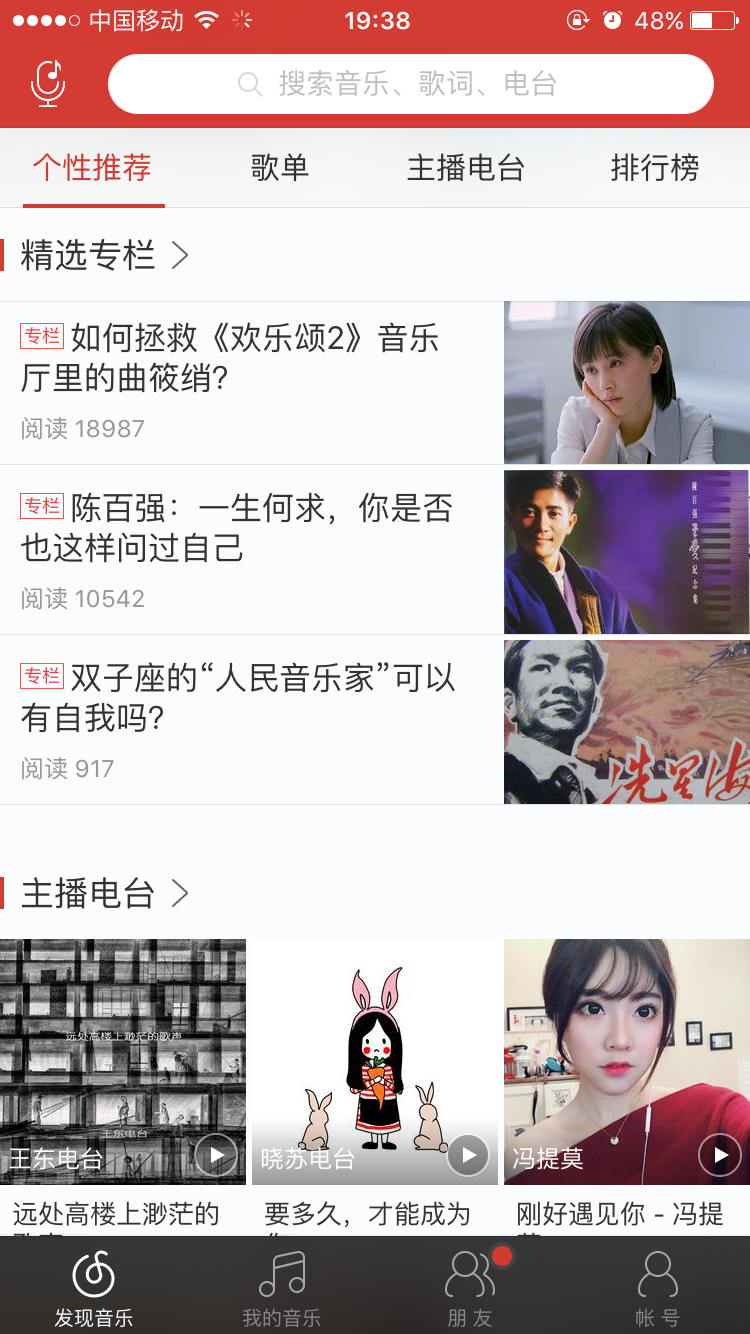 中国移动
19:38
48%
搜索音乐、歌词、电台
个性推荐
歌单
主播电台
排行榜
精选专栏
专栏 如何拯救《欢乐颂2》音乐
厅里的曲筱绡?
阅读 18987
专栏 陈百强：一生何求，你是否
也这样问过自己
阅读 10542
专栏 双子座的“人民音乐家”可以
有自我吗?
阅读 917
冼星海
主播电台
远处高楼上渺茫的歌声
王东电台
王东电台
晓苏电台
冯提莫
远处高楼上渺茫的
要多久，才能成为
刚好遇见你 - 冯提
发现音乐
我的音乐
朋友
帐号